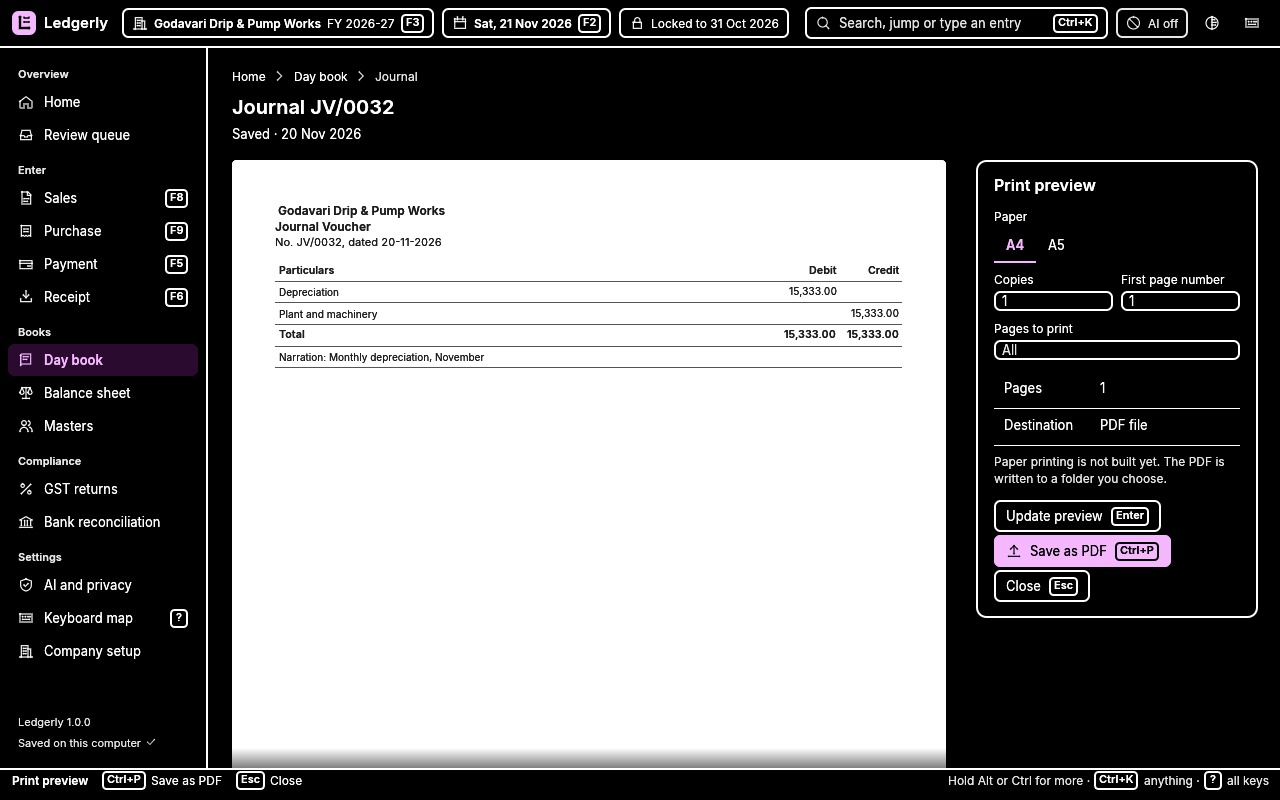 Ledgerly
Godavari Drip & Pump Works FY 2026-27 F3
Sat, 21 Nov 2026 F2
Locked to 31 Oct 2026
Search, jump or type an entry Ctrl+K
AI off
Overview
Home
Review queue
Enter
Sales F8
Purchase F9
Payment F5
Receipt F6
Books
Day book
Balance sheet
Masters
Compliance
GST returns
Bank reconciliation
Settings
AI and privacy
Keyboard map ?
Company setup
Ledgerly 1.0.0
Saved on this computer
Home Day book Journal
Journal JV/0032
Saved · 20 Nov 2026
Godavari Drip & Pump Works
Journal Voucher
No. JV/0032, dated 20-11-2026
Particulars Debit Credit
Depreciation 15,333.00
Plant and machinery 15,333.00
Total 15,333.00 15,333.00
Narration: Monthly depreciation, November
Print preview
Paper
A4 A5
Copies First page number
1 1
Pages to print
All
Pages 1
Destination PDF file
Paper printing is not built yet. The PDF is
written to a folder you choose.
Update preview Enter
Save as PDF Ctrl+P
Close Esc
Print preview Ctrl+P Save as PDF Esc Close
Hold Alt or Ctrl for more · Ctrl+K anything · ? all keys